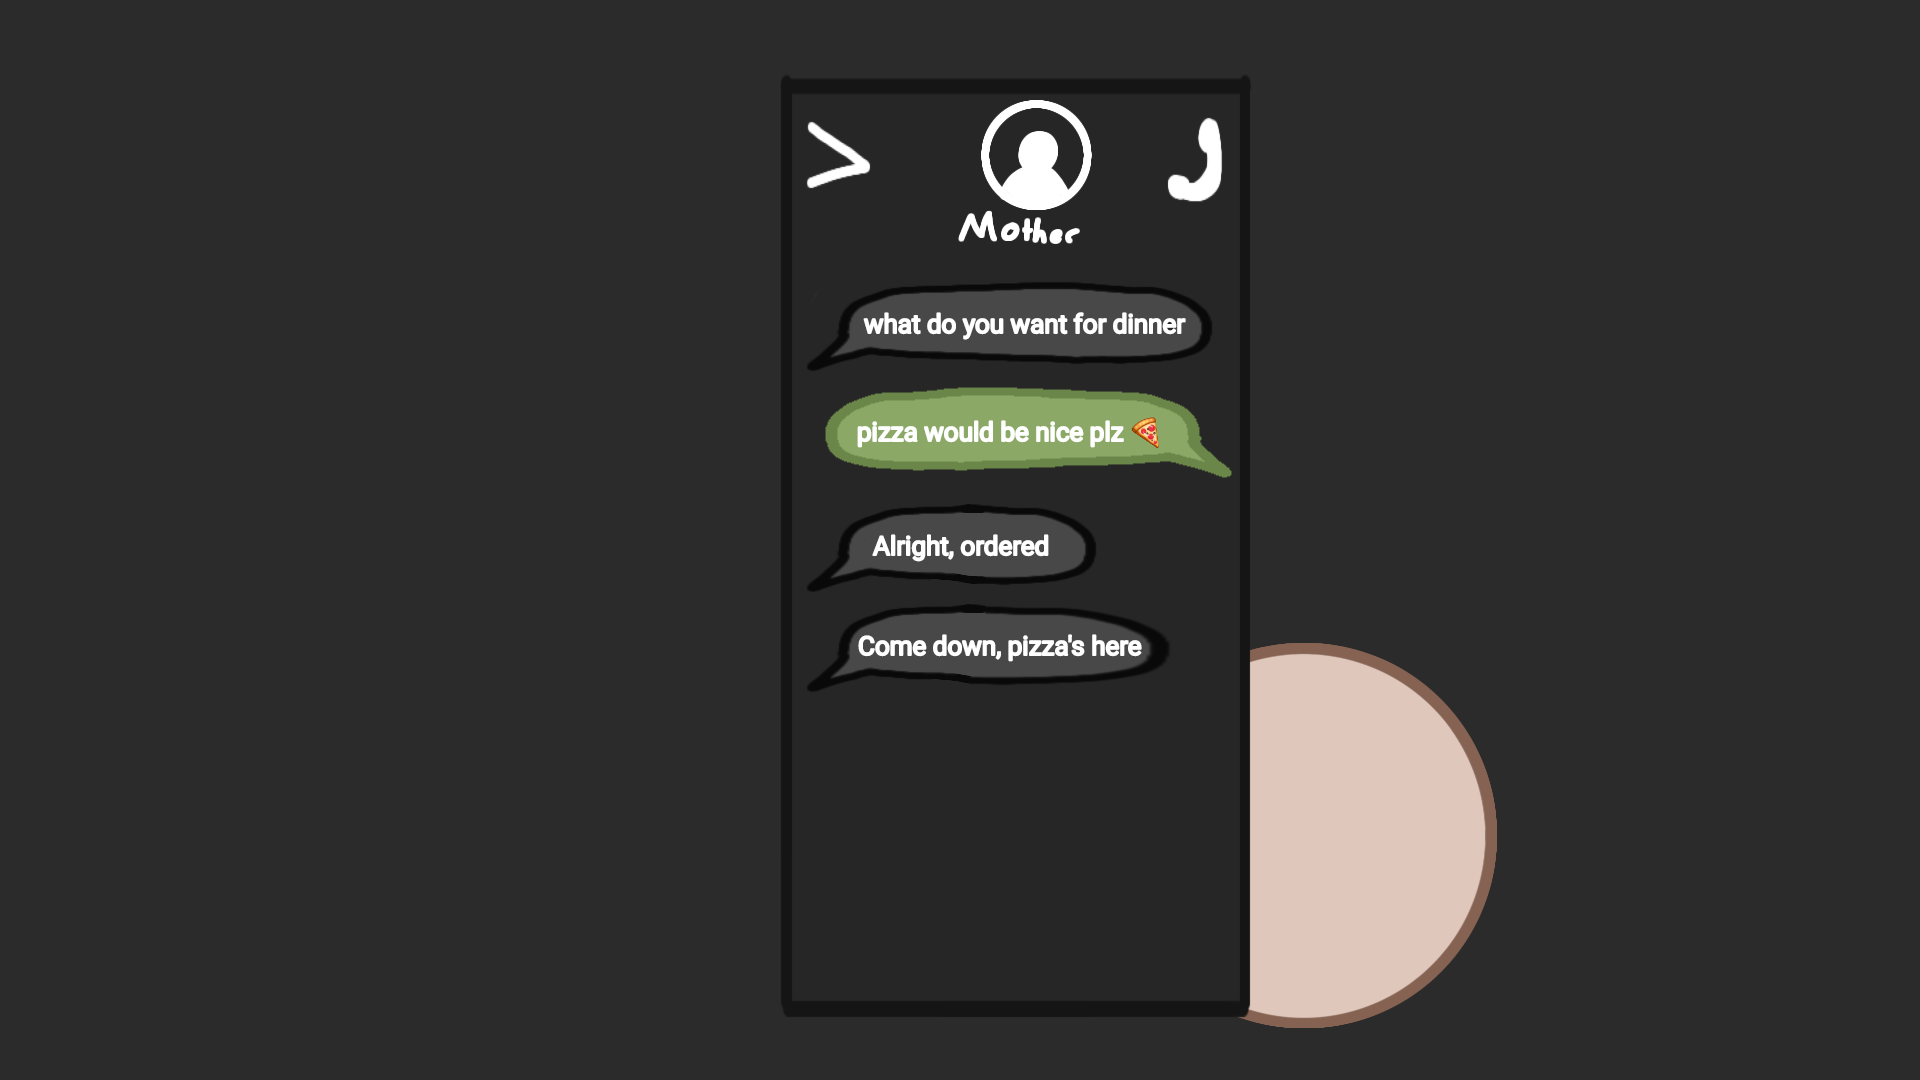 Mother
what do you want for dinner
pizza would be nice plz 🍕
Alright, ordered
Come down, pizza's here